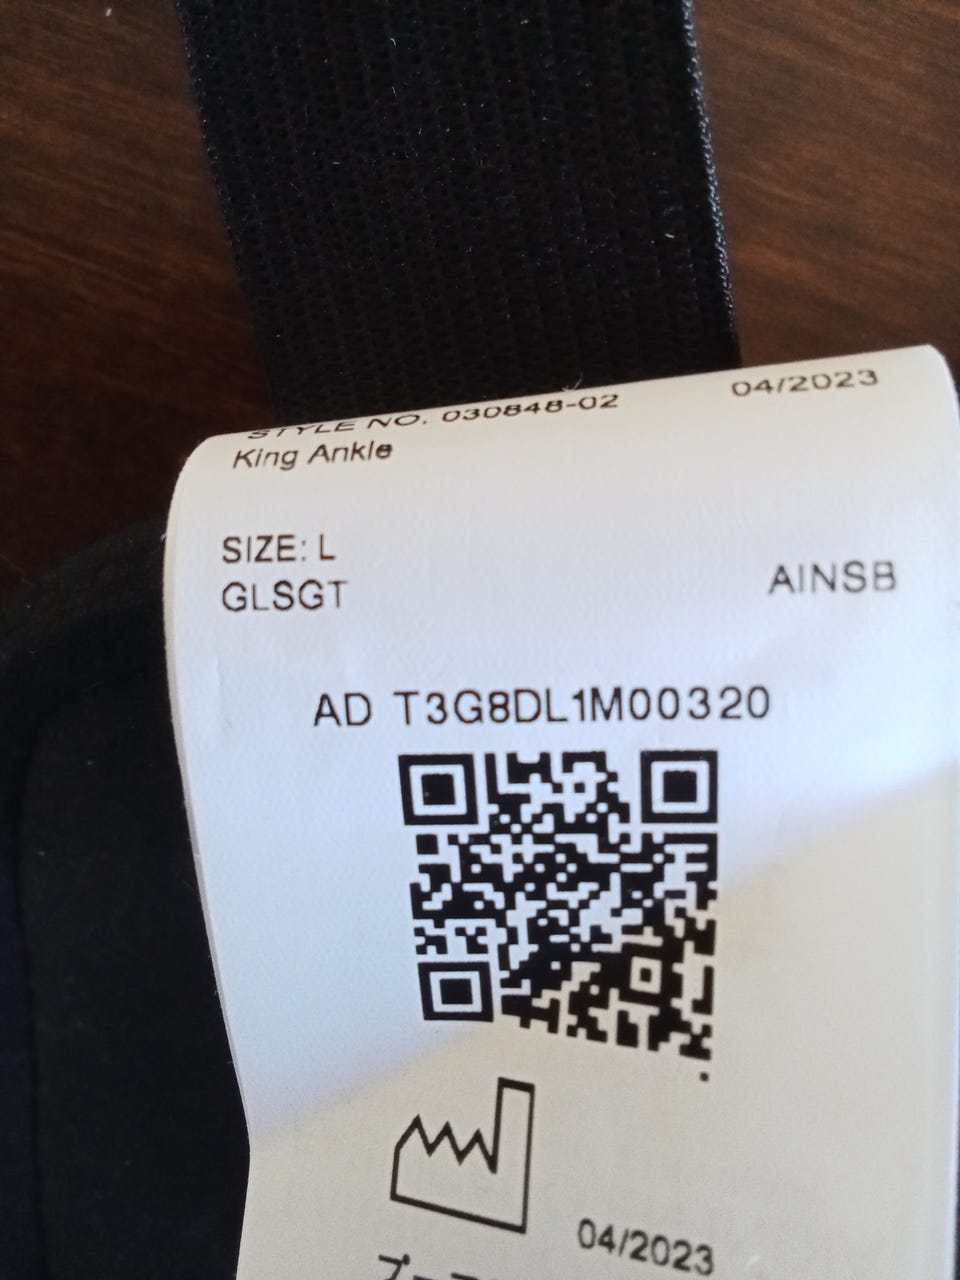 STYLE NO. 030848-02 04/2023
King Ankle
SIZE: L
GLSGT AINSB
AD T3G8DL1M00320
04/2023